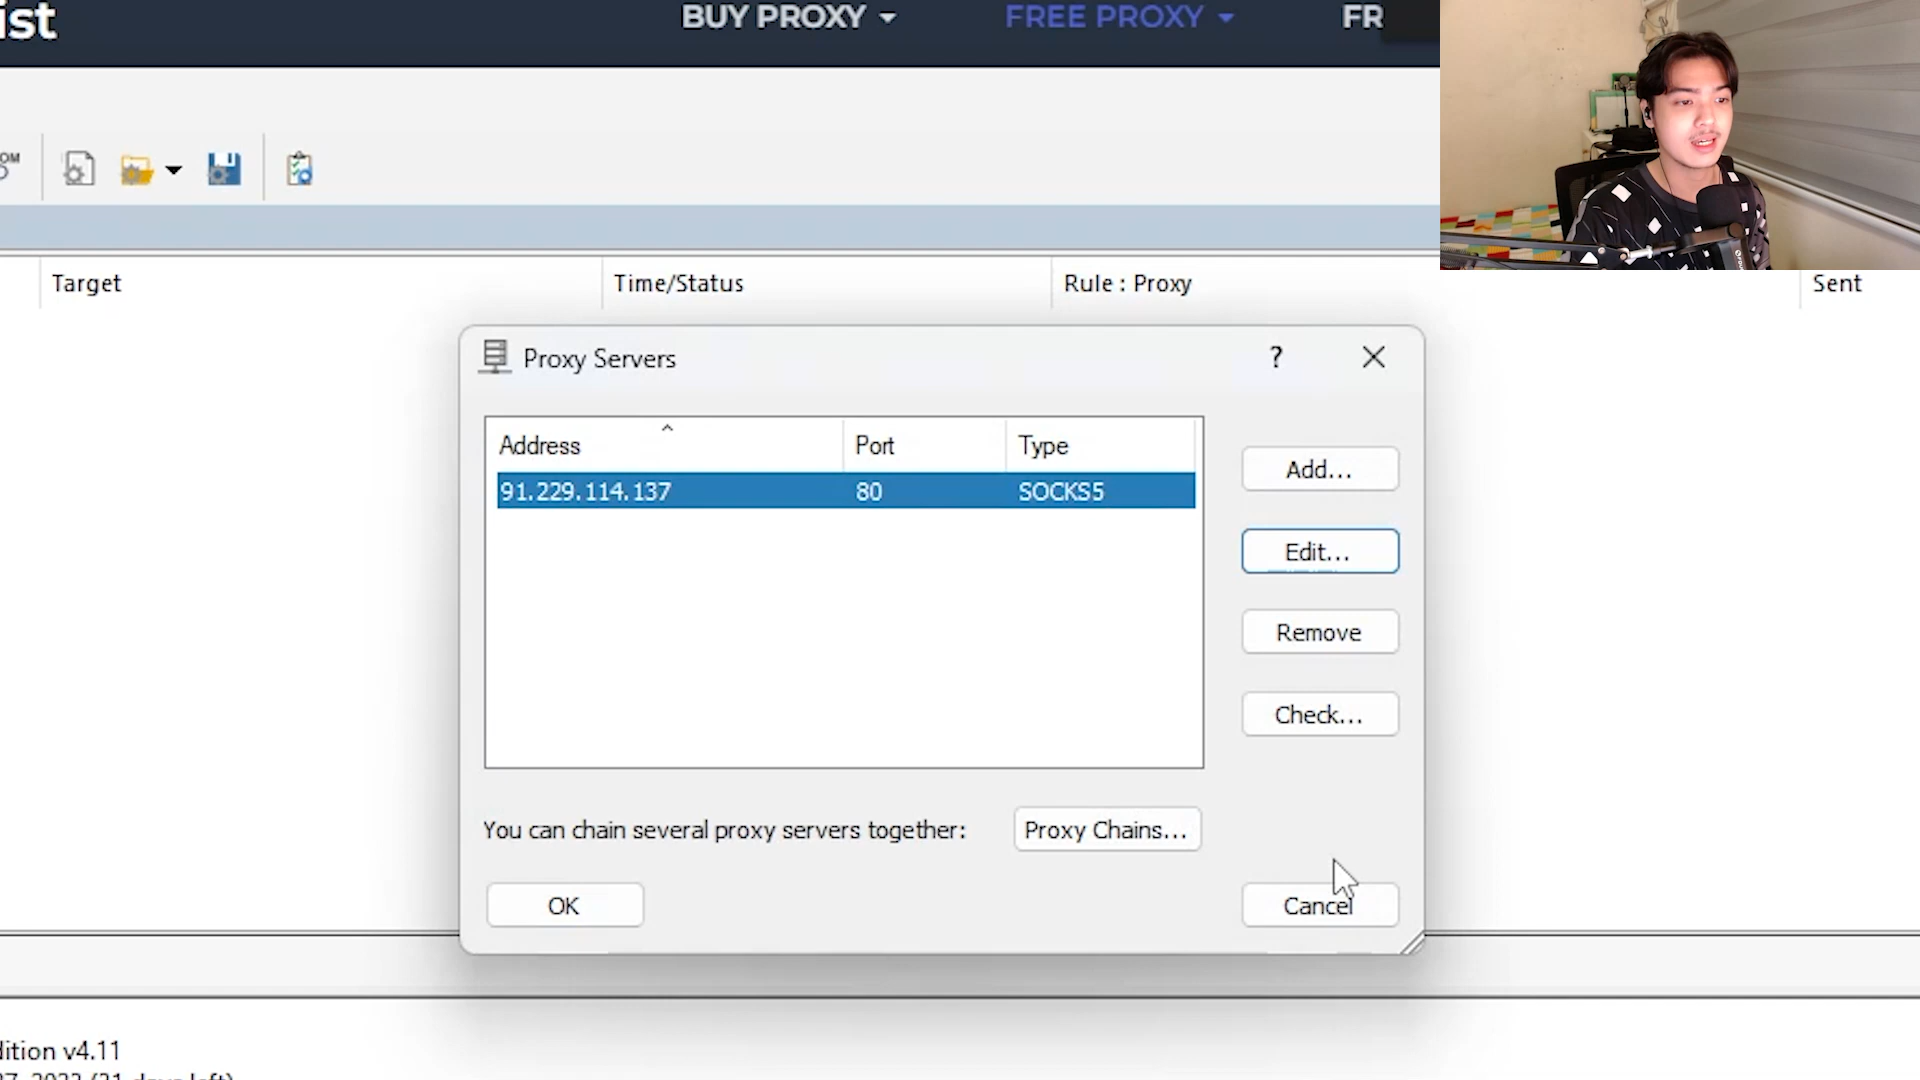 ist
BUY PROXY
FREE PROXY
FR
OM
Target
Time/Status
Rule : Proxy
Sent
Proxy Servers
?
Address
Port
Type
91.229.114.137
80
SOCKS5
Add...
Edit...
Remove
Check...
You can chain several proxy servers together:
Proxy Chains...
OK
Cancel
dition v4.11